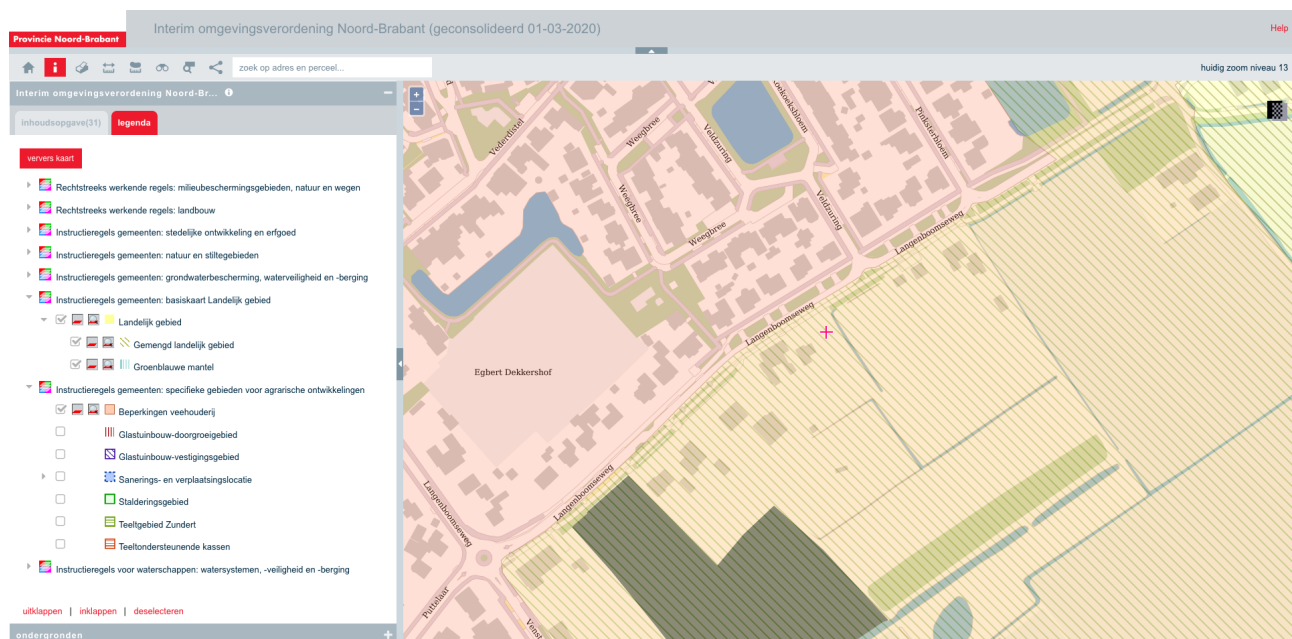 Interim omgevingsverordening Noord-Brabant (geconsolideerd 01-03-2020)
Help
Provincie Noord-Brabant
zoek op adres en perceel...
huidig zoom niveau 13
Interim omgevingsverordening Noord-Br...
inhoudsopgave(31)
legenda
ververs kaart
Rechtstreeks werkende regels: milieubeschermingsgebieden, natuur en wegen
Rechtstreeks werkende regels: landbouw
Instructieregels gemeenten: stedelijke ontwikkeling en erfgoed
Instructieregels gemeenten: natuur en stiltegebieden
Instructieregels gemeenten: grondwaterbescherming, waterveiligheid en -berging
Instructieregels gemeenten: basiskaart Landelijk gebied
Landelijk gebied
Gemengd landelijk gebied
Groenblauwe mantel
Instructieregels gemeenten: specifieke gebieden voor agrarische ontwikkelingen
Beperkingen veehouderij
Glastuinbouw-doorgroeigebied
Glastuinbouw-vestigingsgebied
Sanerings- en verplaatsingslocatie
Stalderingsgebied
Teeltgebied Zundert
Teeltondersteunende kassen
Instructieregels voor waterschappen: watersystemen, -veiligheid en -berging
uitklappen | inklappen | deselecteren
ondergronden
Vederdistel
Weegbree
Veldzuring
Koekoeksbloem
Pinksterbloem
Weegbree
Veldzuring
Weegbree
Langenboomseweg
Langenboomseweg
Egbert Dekkershof
Langenboomseweg
Langenboomseweg
Langenboomseweg
Puttelaar